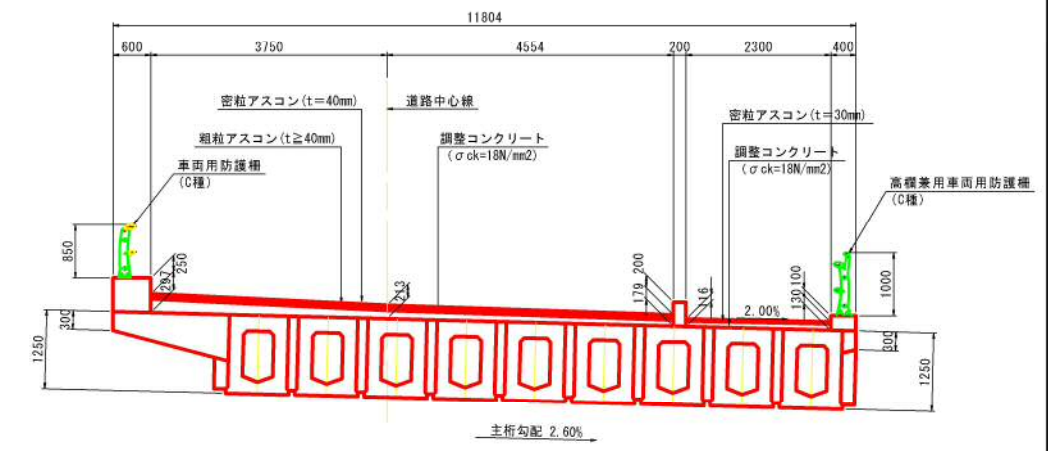 11804
600
3750
4554
200
2300
400
密粒アスコン(t=40mm)
道路中心線
密粒アスコン(t=30mm)
粗粒アスコン(t≧40mm)
調整コンクリート
(σck=18N/mm2)
調整コンクリート
(σck=18N/mm2)
車両用防護柵
(C種)
高欄兼用車両用防護柵
(C種)
850
250
297
213
200
179
116
100
130
1000
2.00%
300
300
1250
1250
主桁勾配 2.60%